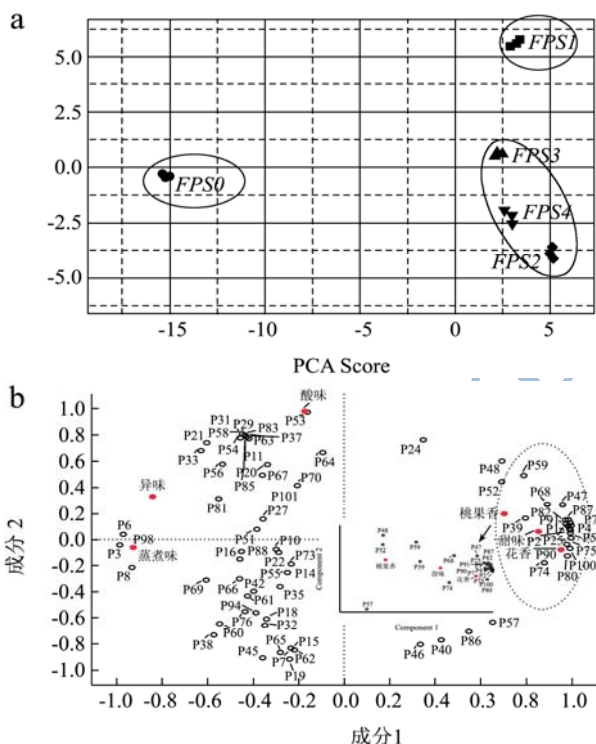 a
5.0
2.5
0.0
-2.5
-5.0
FPS1
FPS3
FPS0
FPS4
FPS2
-15
-10
-5
0
5
PCA Score
b
成分 2
1.0
0.8
0.6
0.4
0.2
0.0
-0.2
-0.4
-0.6
-0.8
-1.0
酸味
P53
P31
P29
P83
P58
P63
P37
P21
P54
P11
P33
P56
P20
P67
P64
P85
P70
P101
异味
P81
P27
P6
P98
P51
P10
P3
蒸煮味
P16
P88
P22
P73
P8
P55
P14
P69
P66
P42
P35
P61
P94
P18
P76
P32
P60
P38
P65
P15
P45
P7
P62
P19
P24
P48
P59
P52
P68
P47
桃果香
P82
P87
P39
P91
甜味
P4
P25
花香
P90
P75
P74
P100
P80
P57
P86
P46
P40
Component 2
Component 1
-1.0
-0.8
-0.6
-0.4
-0.2
0.0
0.2
0.4
0.6
0.8
1.0
成分1